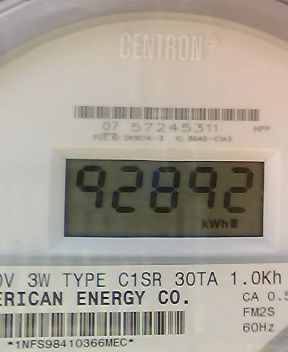 CENTRON®
07 57245311
HPF
92892
kWh
0V 3W TYPE C1SR 30TA 1.0Kh
ERICAN ENERGY CO.
CA 0.5
FM2S
60Hz
*1NFS98410366MEC*